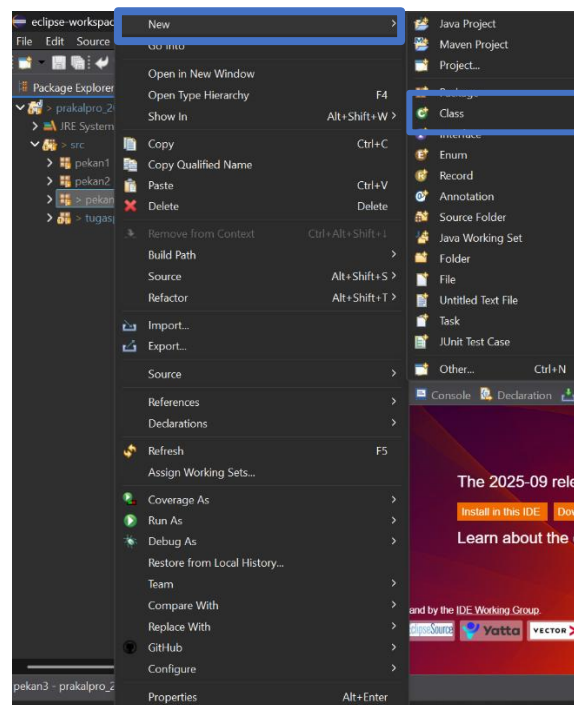 eclipse-workspac
File Edit Source
Package Explorer
> prakalpro_2
JRE System
> src
pekan1
pekan2
> pekan
> tugas
New
Go Into
Open in New Window
Open Type Hierarchy F4
Show In Alt+Shift+W >
Copy Ctrl+C
Copy Qualified Name
Paste Ctrl+V
Delete Delete
Remove from Context Ctrl+Alt+Shift+↓
Build Path
Source Alt+Shift+S >
Refactor Alt+Shift+T >
Import...
Export...
Source
References
Declarations
Refresh F5
Assign Working Sets...
Coverage As
Run As
Debug As
Restore from Local History...
Team
Compare With
Replace With
GitHub
Configure
Properties Alt+Enter
Java Project
Maven Project
Project...
Package
Class
Interface
Enum
Record
Annotation
Source Folder
Java Working Set
Folder
File
Untitled Text File
Task
JUnit Test Case
Other... Ctrl+N
Console Declaration
The 2025-09 rele
Install in this IDE Dow
Learn about the
and by the IDE Working Group.
clipseSource Yatta VECTOR
pekan3 - prakalpro_2